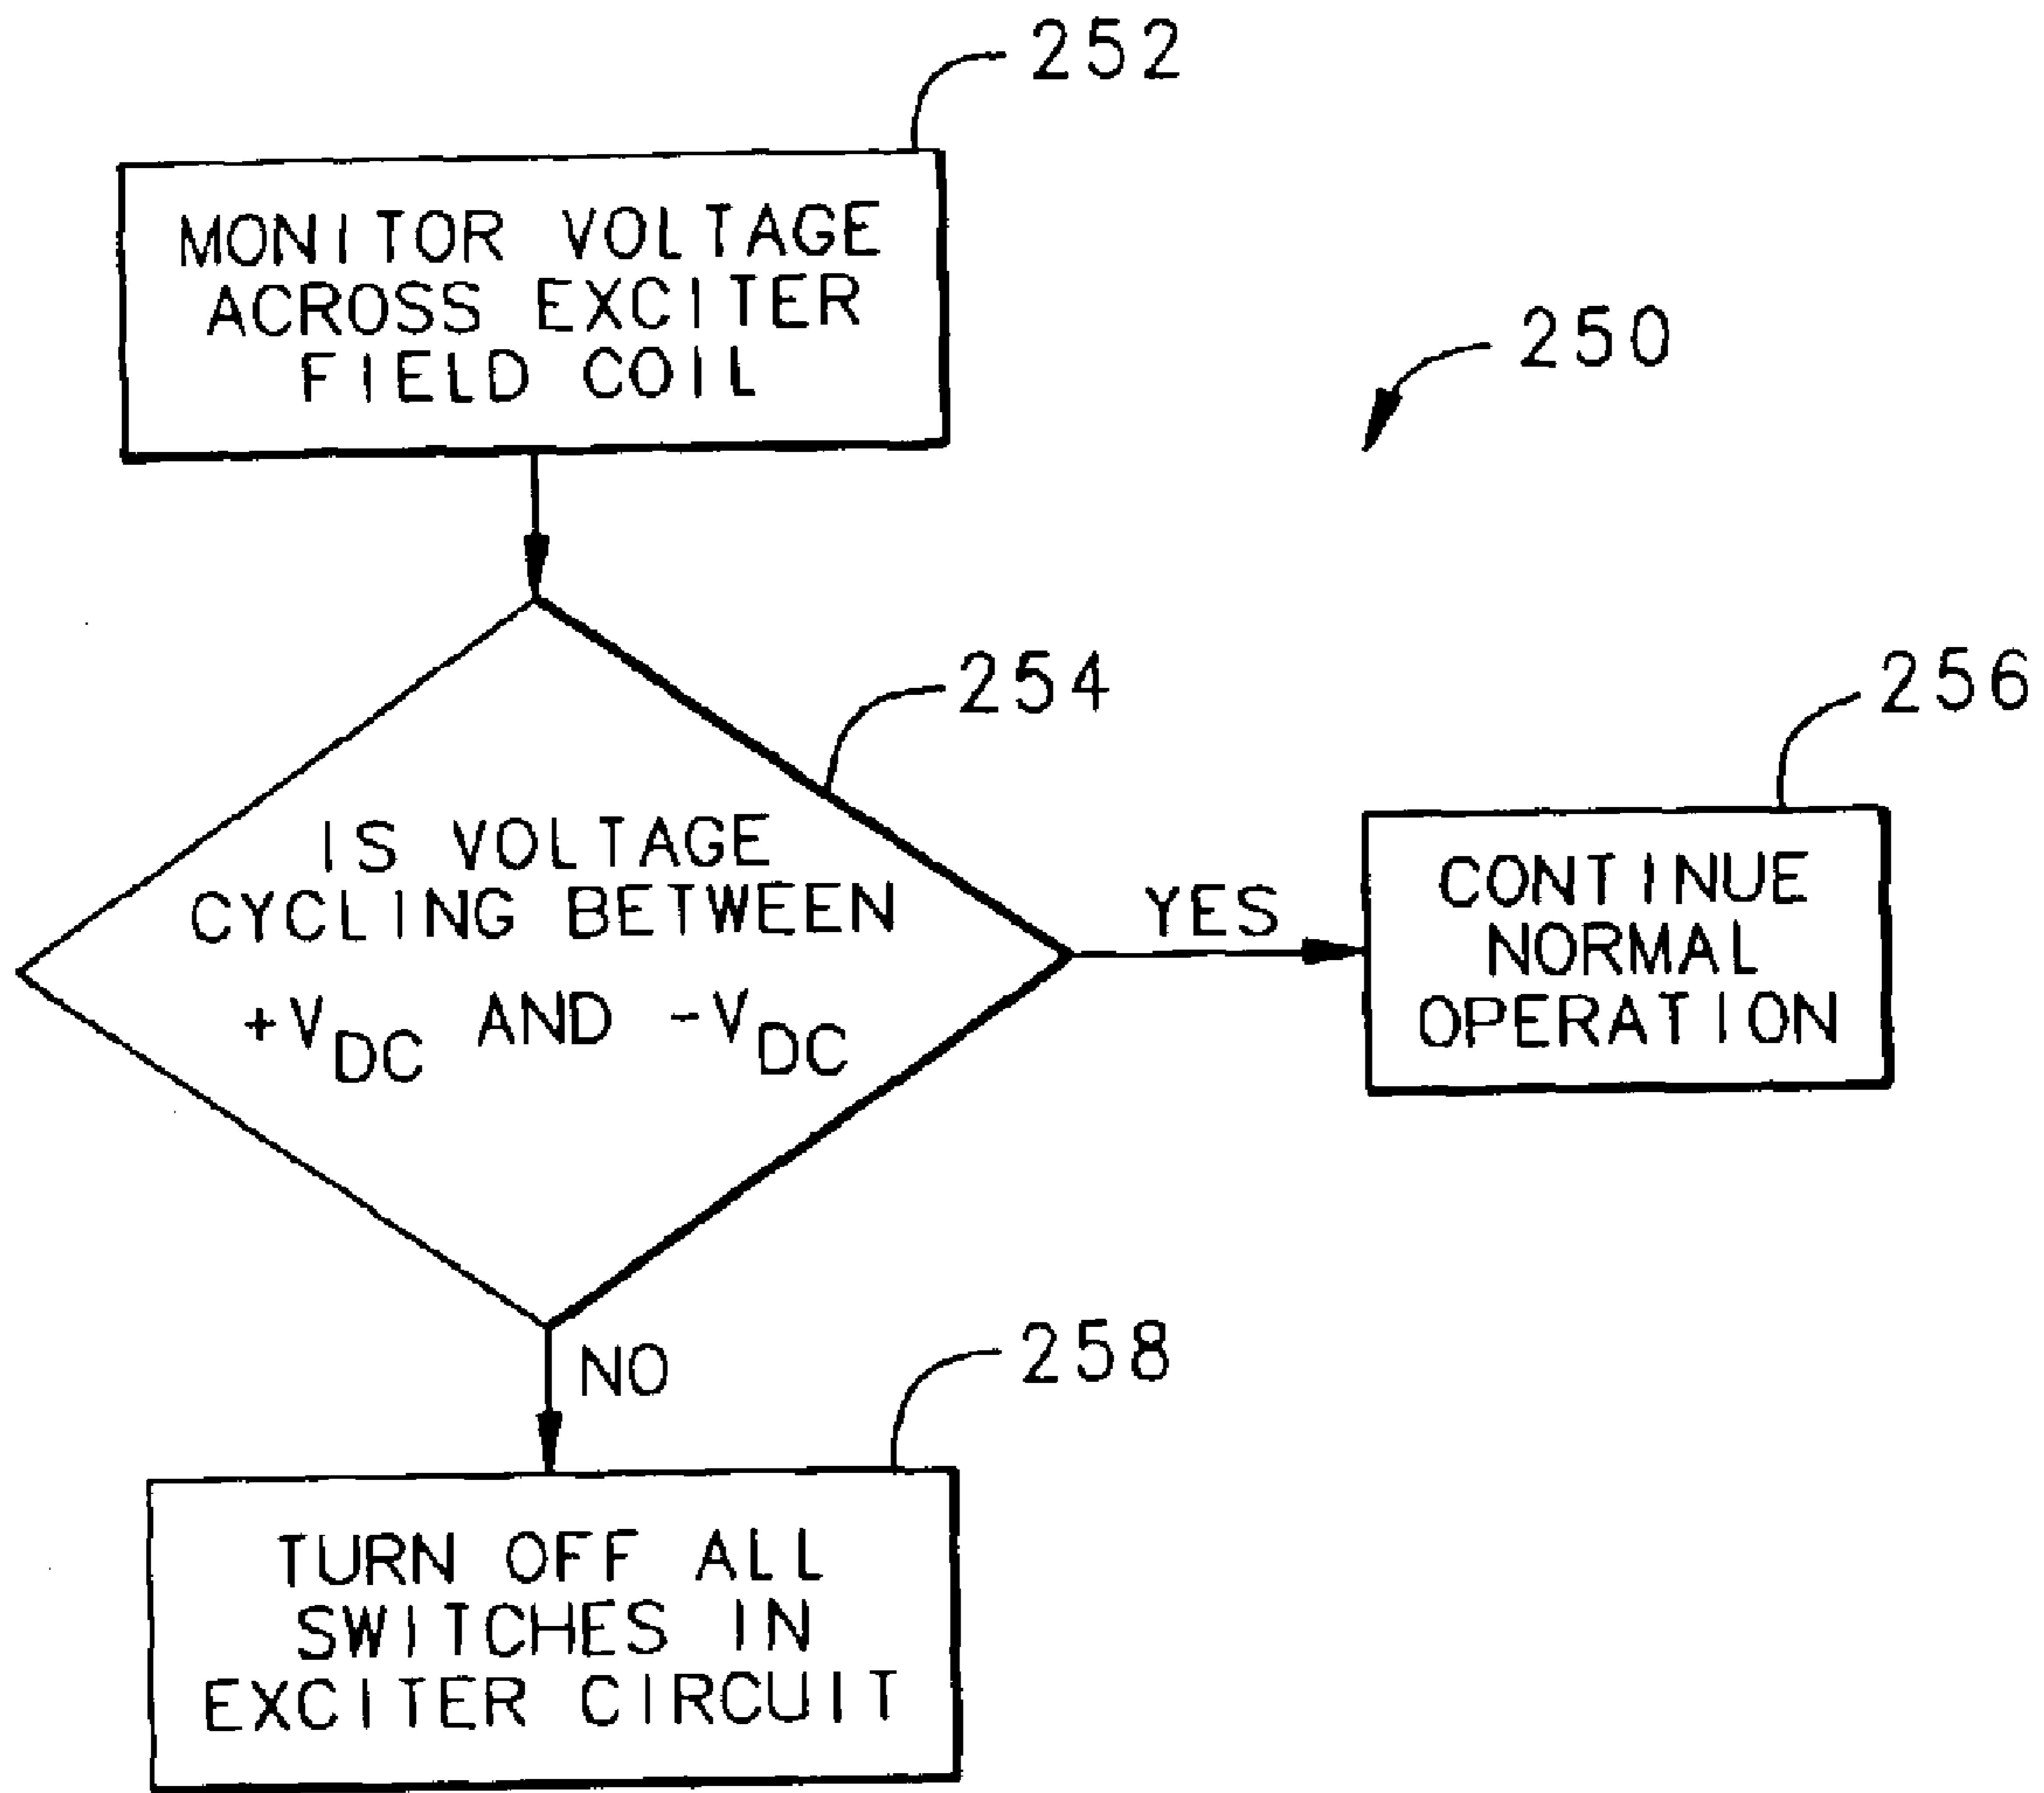 252
MONITOR VOLTAGE
ACROSS EXCITER
FIELD COIL
250
254
IS VOLTAGE
CYCLING BETWEEN
+VDC AND -VDC
YES
256
CONTINUE
NORMAL
OPERATION
NO
258
TURN OFF ALL
SWITCHES IN
EXCITER CIRCUIT